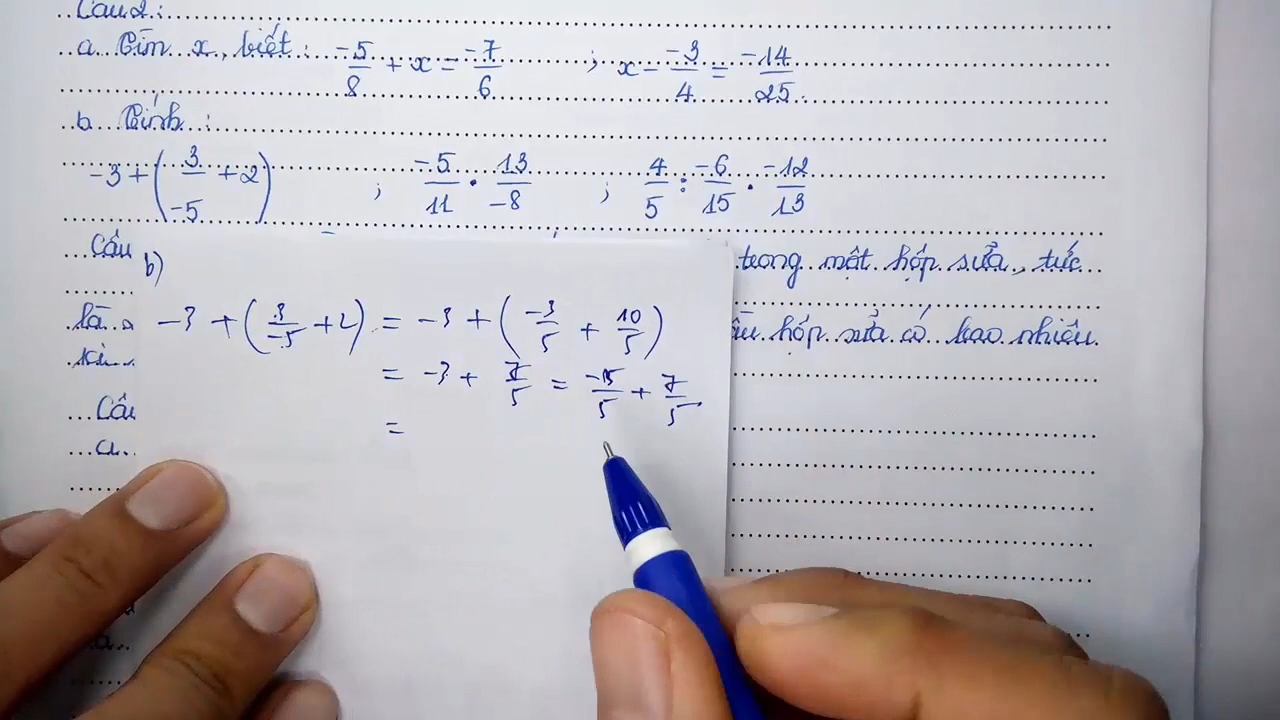 Câu 2:
a Tìm x, biết: -5/8 + x = -7/6 ; x - -3/4 = -14/25.
b Tính :
-3 + (3/-5 + 2) ; -5/11 . 13/-8 ; 4/5 : -6/15 . -12/13
Câu trong một hộp sữa, tức
b)
là -3 + (3/-5 + 2) = -3 + (-3/5 + 10/5) hộp sữa có bao nhiêu
= -3 + 7/5 = -15/5 + 7/5
Câ
=
a.